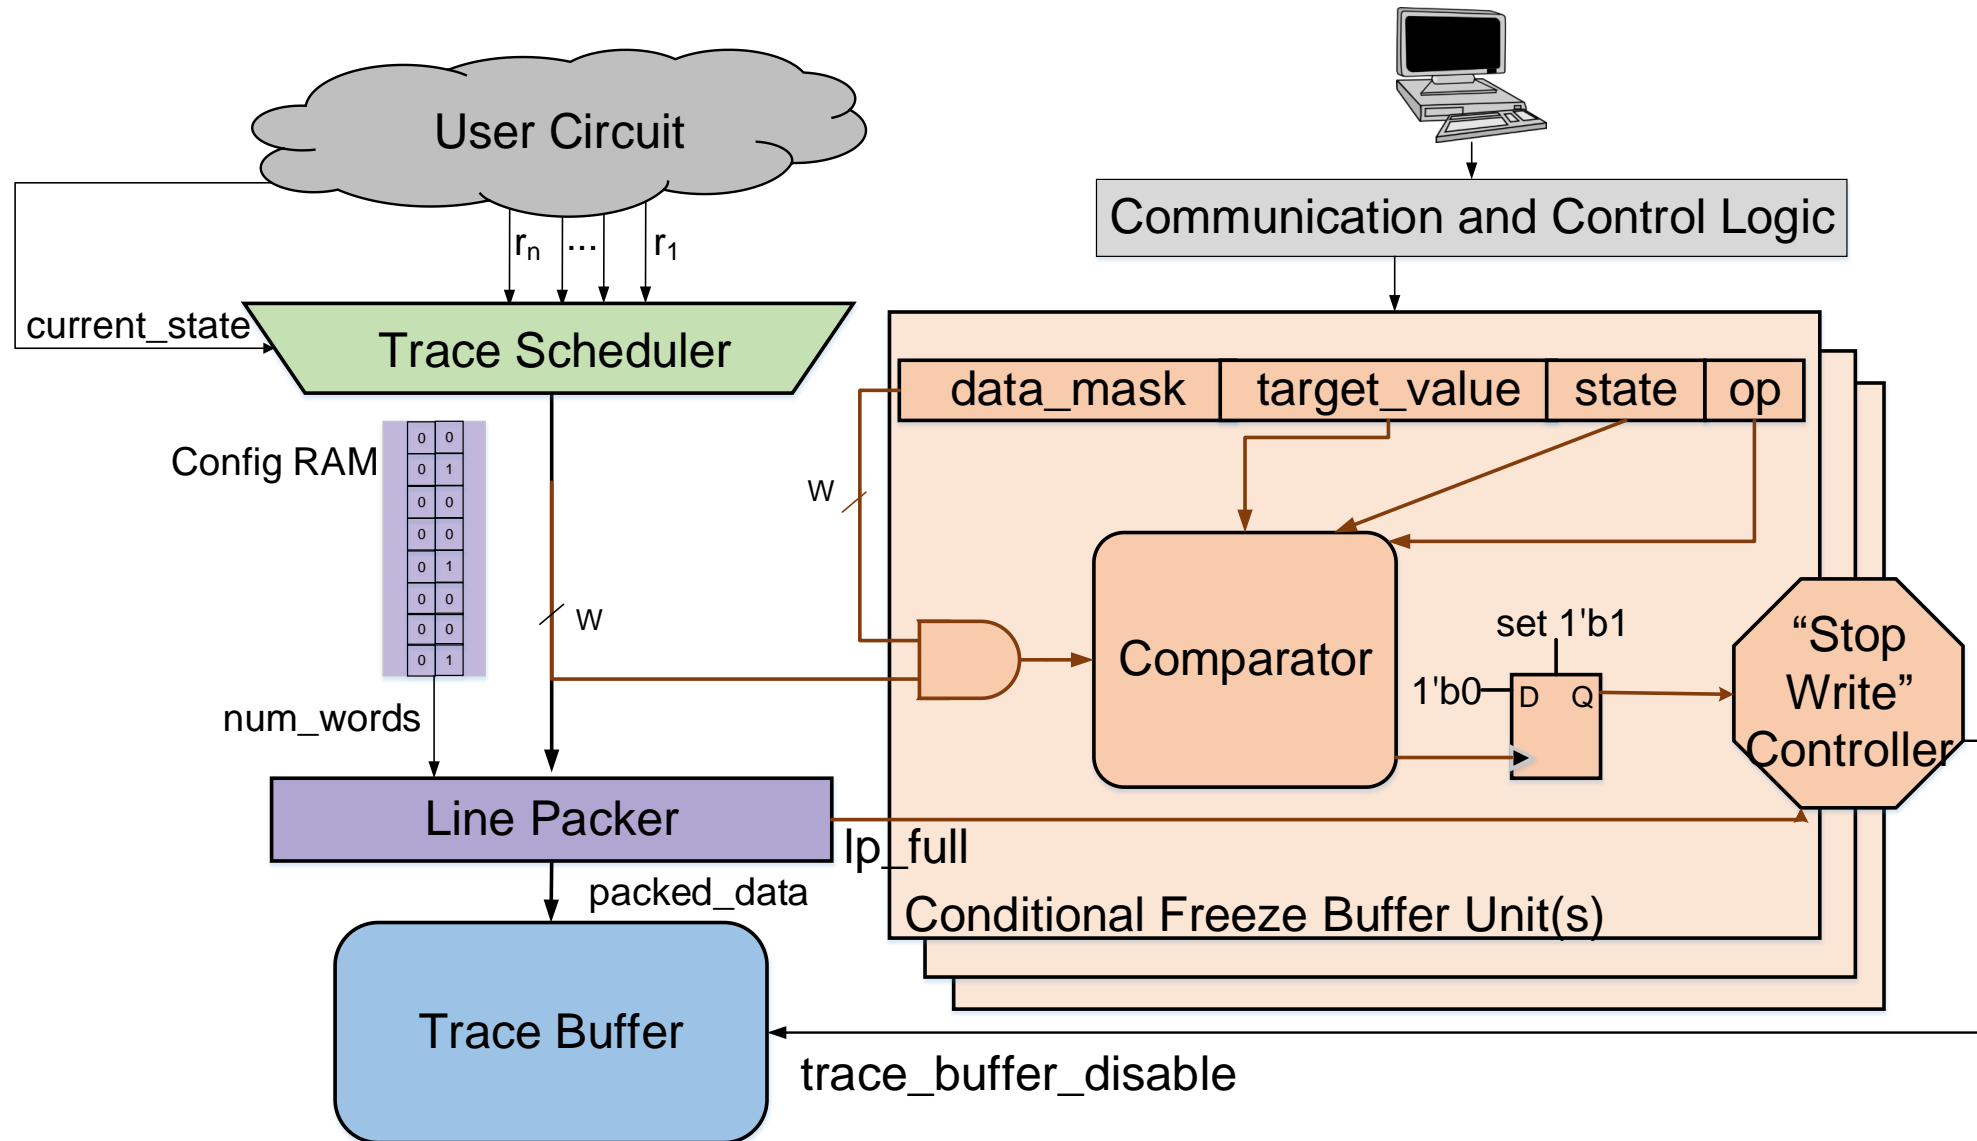 User Circuit
rₙ
...
r₁
current_state
Trace Scheduler
Config RAM
0 0
0 1
0 0
0 0
0 1
0 0
0 0
0 1
W
num_words
Line Packer
lp_full
packed_data
Trace Buffer
trace_buffer_disable
Communication and Control Logic
data_mask target_value state op
W
Comparator
set 1'b1
1'b0
D Q
“Stop
Write”
Controller
Conditional Freeze Buffer Unit(s)